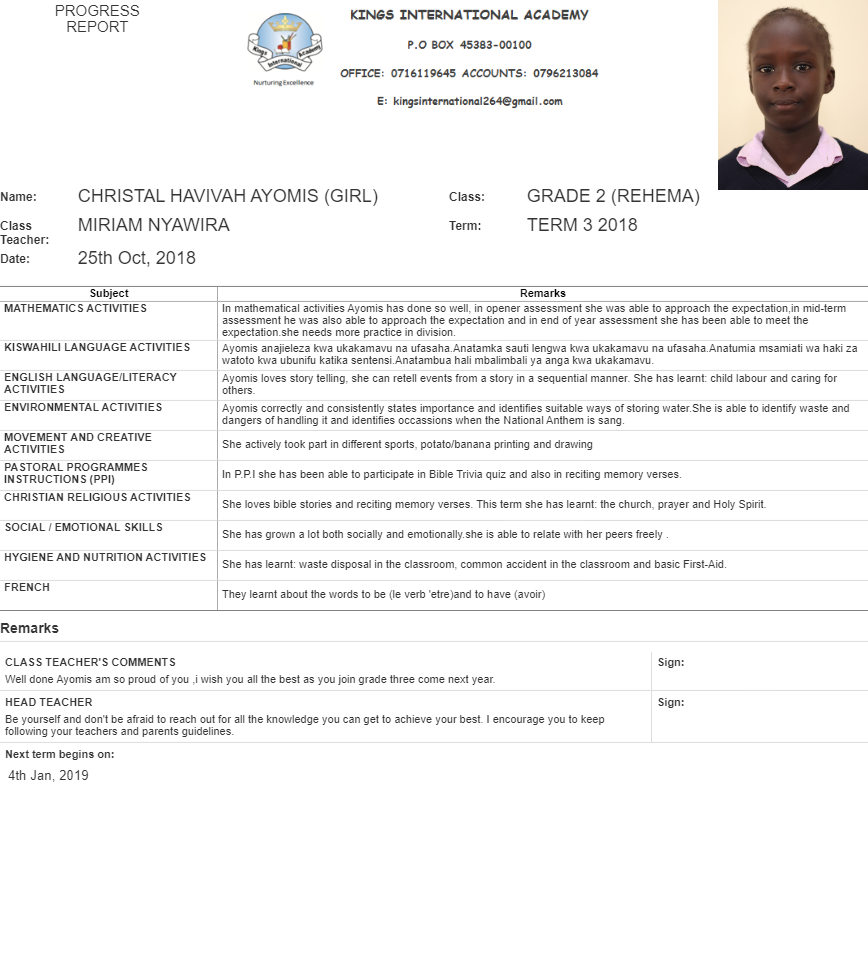 PROGRESS
REPORT
Kings International Academy
Nurturing Excellence
KINGS INTERNATIONAL ACADEMY
P.O BOX 45383-00100
OFFICE: 0716119645 ACCOUNTS: 0796213084
E: kingsinternational264@gmail.com
Name: CHRISTAL HAVIVAH AYOMIS (GIRL) Class: GRADE 2 (REHEMA)
Class Teacher: MIRIAM NYAWIRA Term: TERM 3 2018
Date: 25th Oct, 2018
Subject Remarks
MATHEMATICS ACTIVITIES
In mathematical activities Ayomis has done so well, in opener assessment she was able to approach the expectation,in mid-term
assessment he was also able to approach the expectation and in end of year assessment she has been able to meet the
expectation.she needs more practice in division.
KISWAHILI LANGUAGE ACTIVITIES
Ayomis anajieleza kwa ukakamavu na ufasaha.Anatamka sauti lengwa kwa ukakamavu na ufasaha.Anatumia msamiati wa haki za
watoto kwa ubunifu katika sentensi.Anatambua hali mbalimbali ya anga kwa ukakamavu.
ENGLISH LANGUAGE/LITERACY
ACTIVITIES
Ayomis loves story telling, she can retell events from a story in a sequential manner. She has learnt: child labour and caring for
others.
ENVIRONMENTAL ACTIVITIES
Ayomis correctly and consistently states importance and identifies suitable ways of storing water.She is able to identify waste and
dangers of handling it and identifies occassions when the National Anthem is sang.
MOVEMENT AND CREATIVE
ACTIVITIES
She actively took part in different sports, potato/banana printing and drawing
PASTORAL PROGRAMMES
INSTRUCTIONS (PPI)
In P.P.I she has been able to participate in Bible Trivia quiz and also in reciting memory verses.
CHRISTIAN RELIGIOUS ACTIVITIES
She loves bible stories and reciting memory verses. This term she has learnt: the church, prayer and Holy Spirit.
SOCIAL / EMOTIONAL SKILLS
She has grown a lot both socially and emotionally.she is able to relate with her peers freely .
HYGIENE AND NUTRITION ACTIVITIES
She has learnt: waste disposal in the classroom, common accident in the classroom and basic First-Aid.
FRENCH
They learnt about the words to be (le verb 'etre)and to have (avoir)
Remarks
CLASS TEACHER'S COMMENTS
Well done Ayomis am so proud of you ,i wish you all the best as you join grade three come next year.
Sign:
HEAD TEACHER
Be yourself and don't be afraid to reach out for all the knowledge you can get to achieve your best. I encourage you to keep
following your teachers and parents guidelines.
Sign:
Next term begins on:
4th Jan, 2019